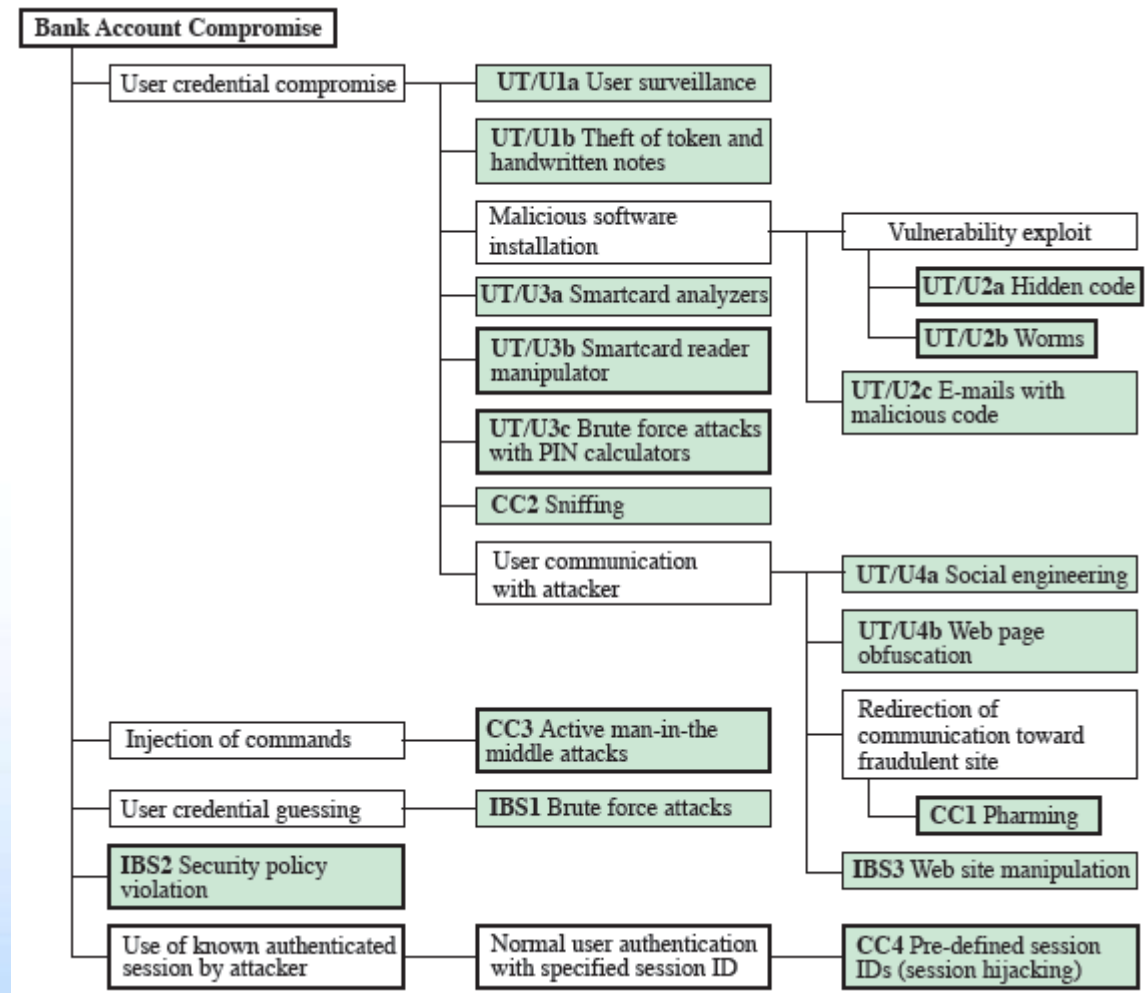 Bank Account Compromise
User credential compromise
UT/U1a User surveillance
UT/U1b Theft of token and
handwritten notes
Malicious software
installation
Vulnerability exploit
UT/U2a Hidden code
UT/U2b Worms
UT/U2c E-mails with
malicious code
UT/U3a Smartcard analyzers
UT/U3b Smartcard reader
manipulator
UT/U3c Brute force attacks
with PIN calculators
CC2 Sniffing
User communication
with attacker
UT/U4a Social engineering
UT/U4b Web page
obfuscation
Redirection of
communication toward
fraudulent site
CC1 Pharming
IBS3 Web site manipulation
Injection of commands
CC3 Active man-in-the
middle attacks
User credential guessing
IBS1 Brute force attacks
IBS2 Security policy
violation
Use of known authenticated
session by attacker
Normal user authentication
with specified session ID
CC4 Pre-defined session
IDs (session hijacking)